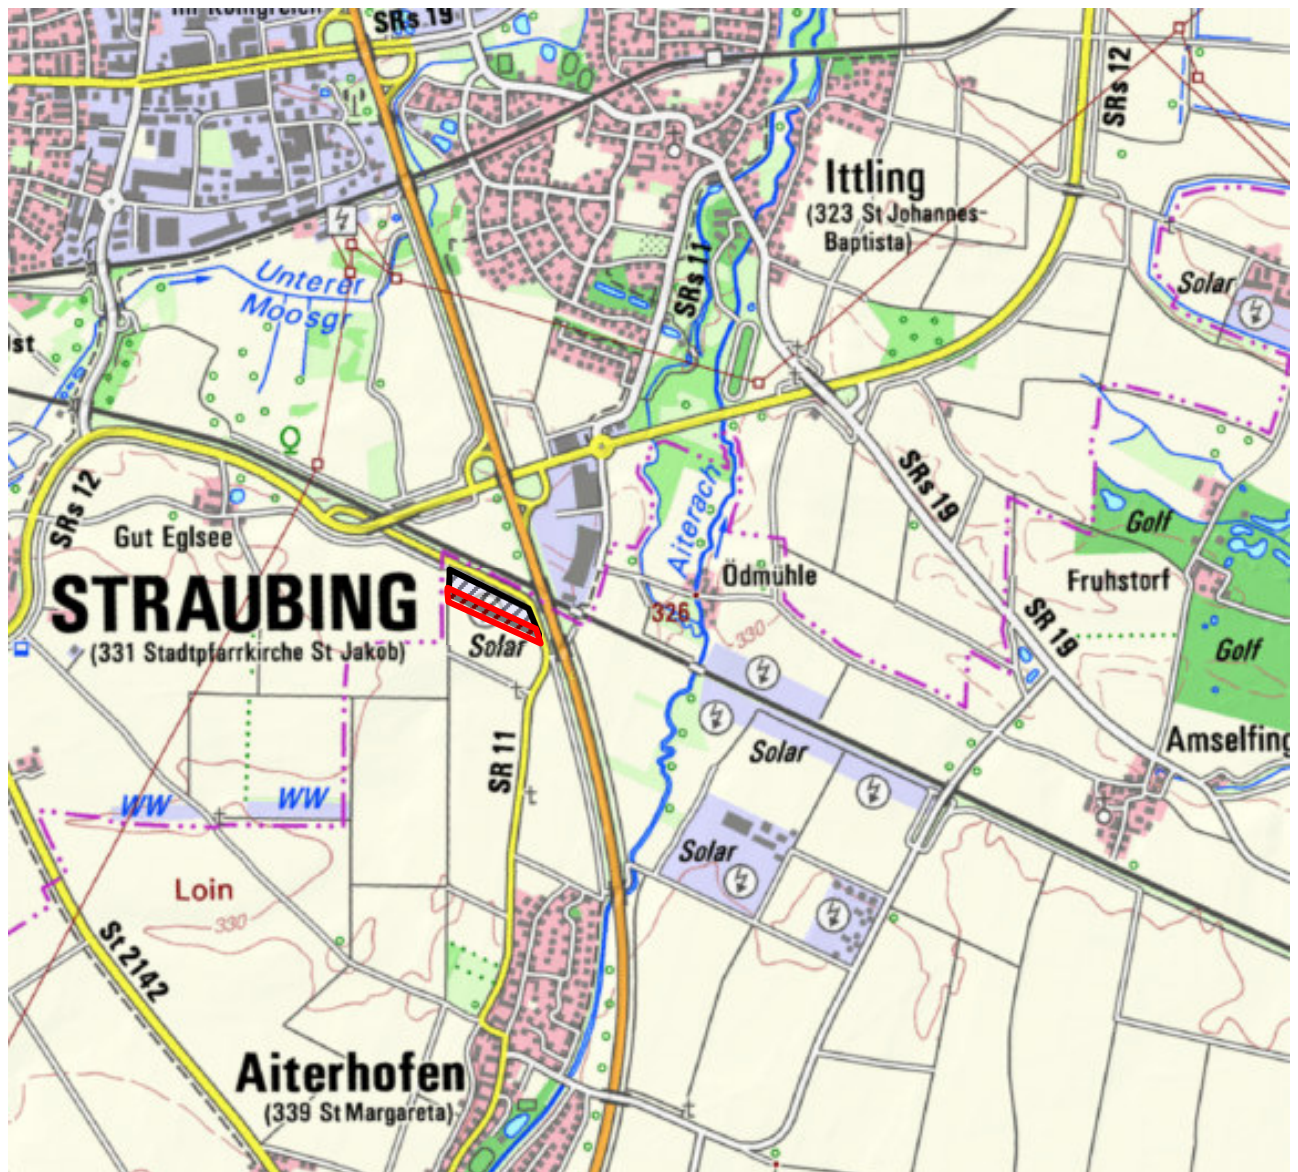 im Königreich
SRs 19
SRs 12
Ittling
(323 St Johannes-
Baptista)
Solar
Unterer
Moosgr
SRs 11
SRs 12
Gut Eglsee
STRAUBING
(331 Stadtpfarrkirche St Jakob)
Aiterach
Ödmühle
326
330
SRs 19
Golf
Fruhstorf
SR 19
Golf
Amselfing
Solar
SR 11
WW
WW
Solar
Solar
Loin
330
St 2142
Aiterhofen
(339 St Margareta)